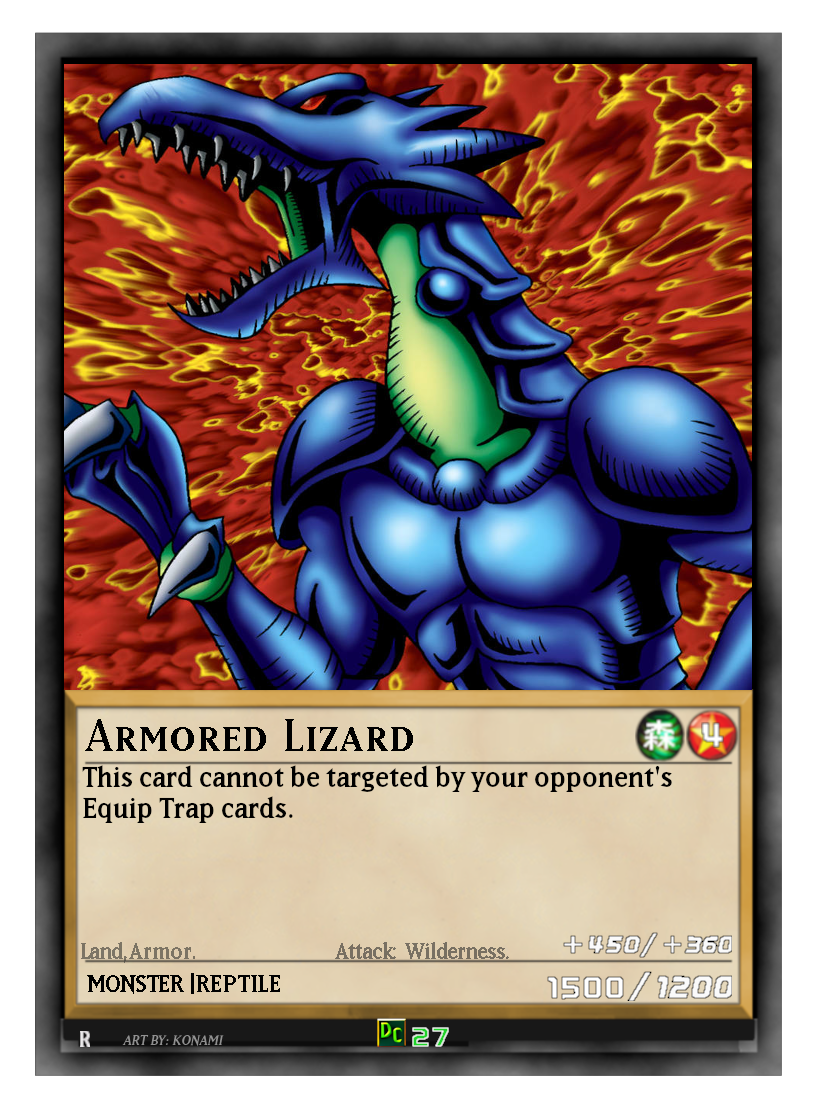 ARMORED LIZARD 森 4
This card cannot be targeted by your opponent's
Equip Trap cards.
Land,Armor. Attack: Wilderness. +450/+360
MONSTER |REPTILE 1500/1200
R ART BY: KONAMI DC 27